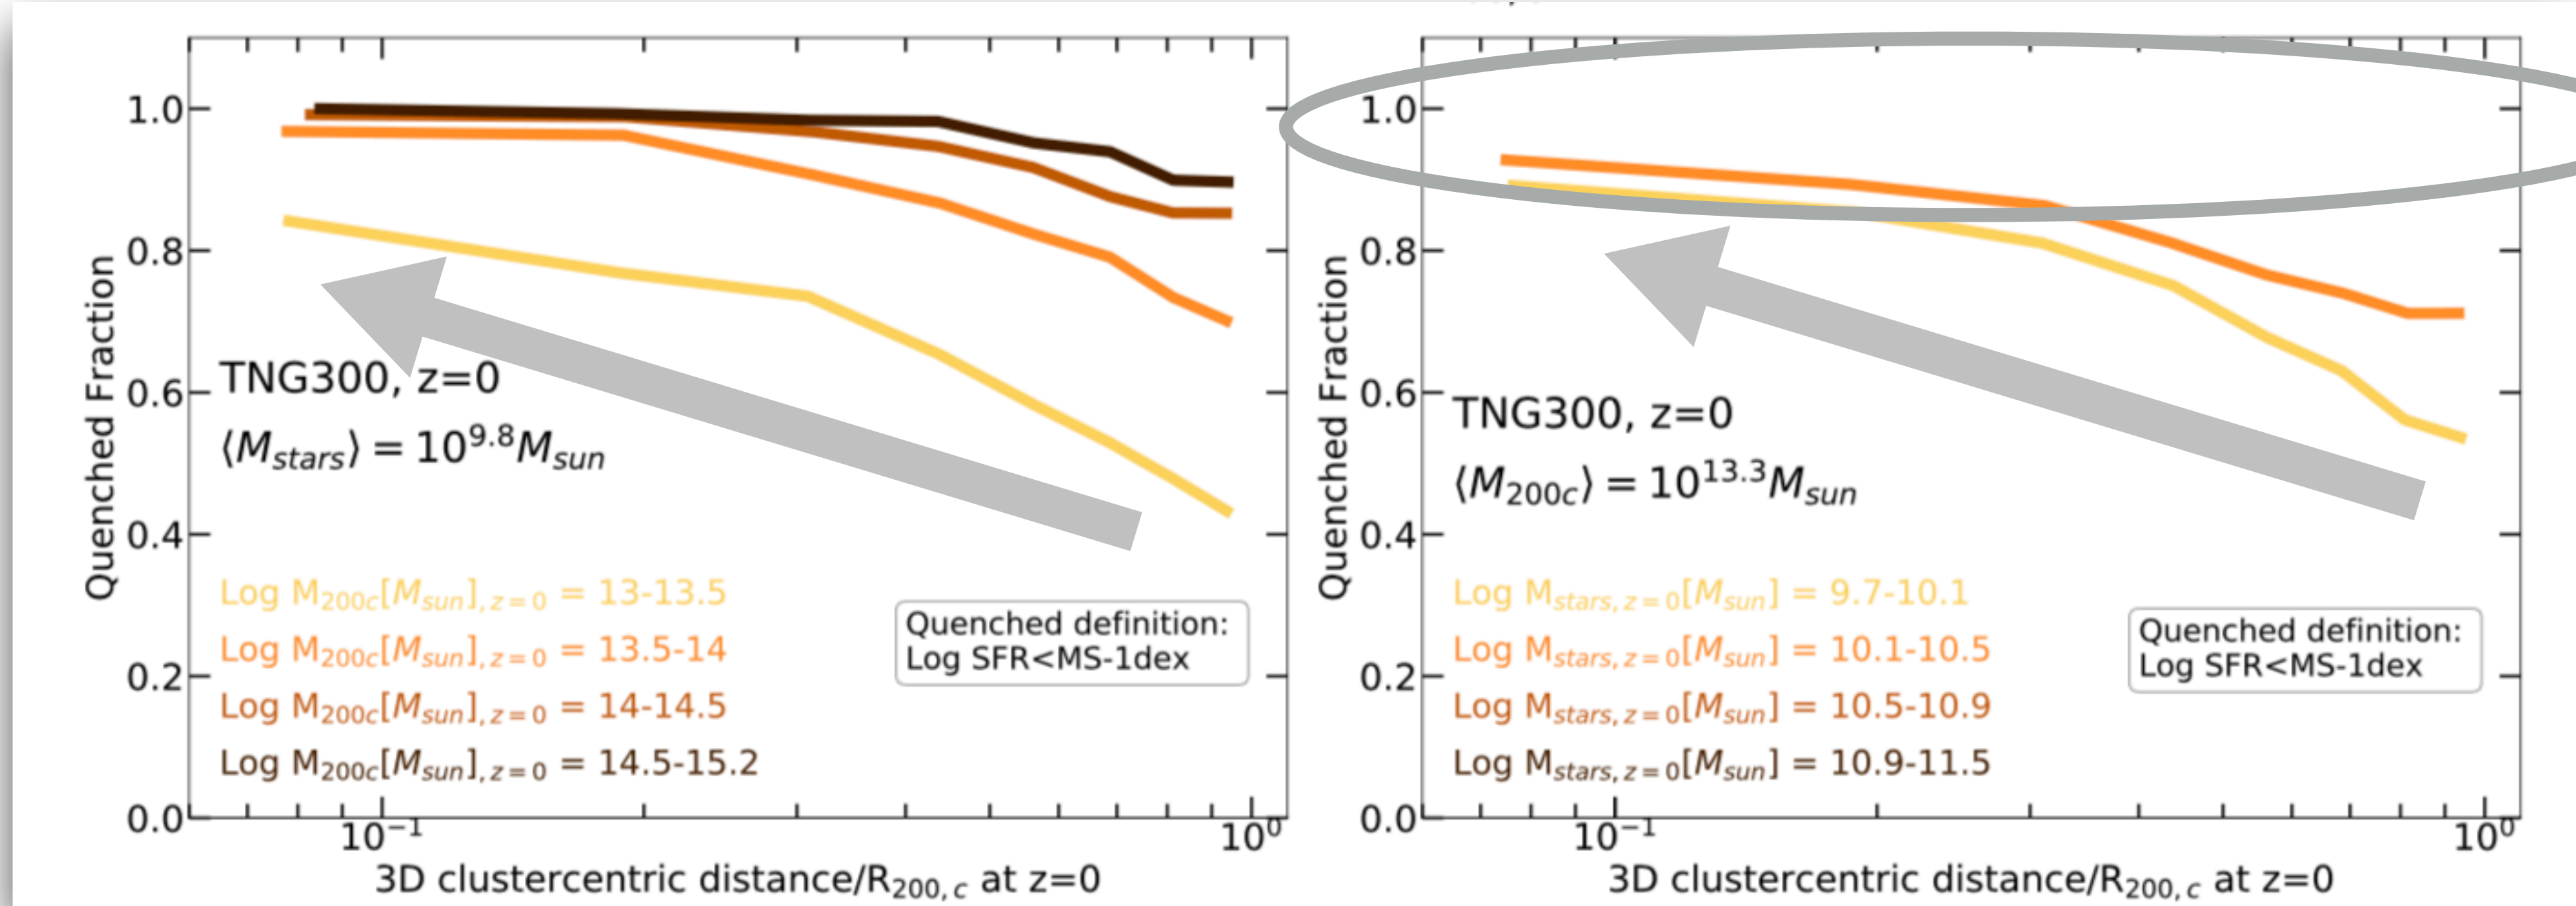 1.0
0.8
0.6
0.4
0.2
0.0
Quenched Fraction
TNG300, z=0
⟨M_stars⟩ = 10^9.8 M_sun
Log M_200c[M_sun],z=0 = 13-13.5
Log M_200c[M_sun],z=0 = 13.5-14
Log M_200c[M_sun],z=0 = 14-14.5
Log M_200c[M_sun],z=0 = 14.5-15.2
Quenched definition:
Log SFR<MS-1dex
10^−1
10^0
3D clustercentric distance/R_200,c at z=0
1.0
0.8
0.6
0.4
0.2
0.0
Quenched Fraction
TNG300, z=0
⟨M_200c⟩ = 10^13.3 M_sun
Log M_stars,z=0[M_sun] = 9.7-10.1
Log M_stars,z=0[M_sun] = 10.1-10.5
Log M_stars,z=0[M_sun] = 10.5-10.9
Log M_stars,z=0[M_sun] = 10.9-11.5
Quenched definition:
Log SFR<MS-1dex
10^−1
10^0
3D clustercentric distance/R_200,c at z=0